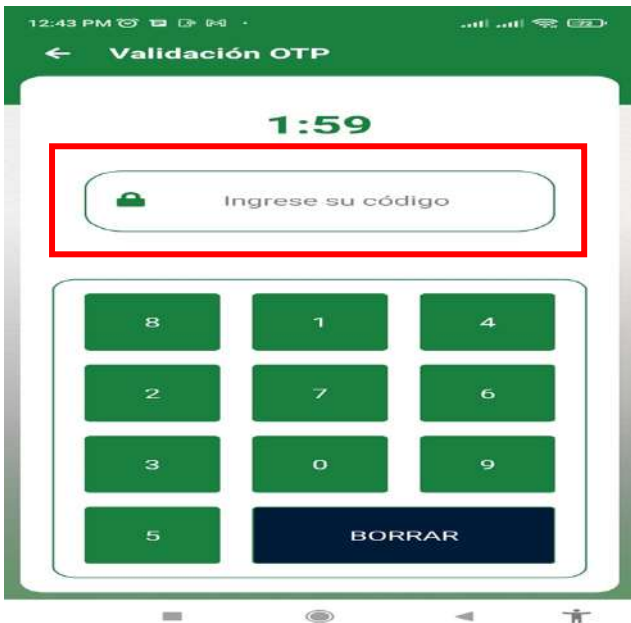 12:43 PM 72
Validación OTP
1:59
Ingrese su código
8 1 4
2 7 6
3 0 9
5 BORRAR